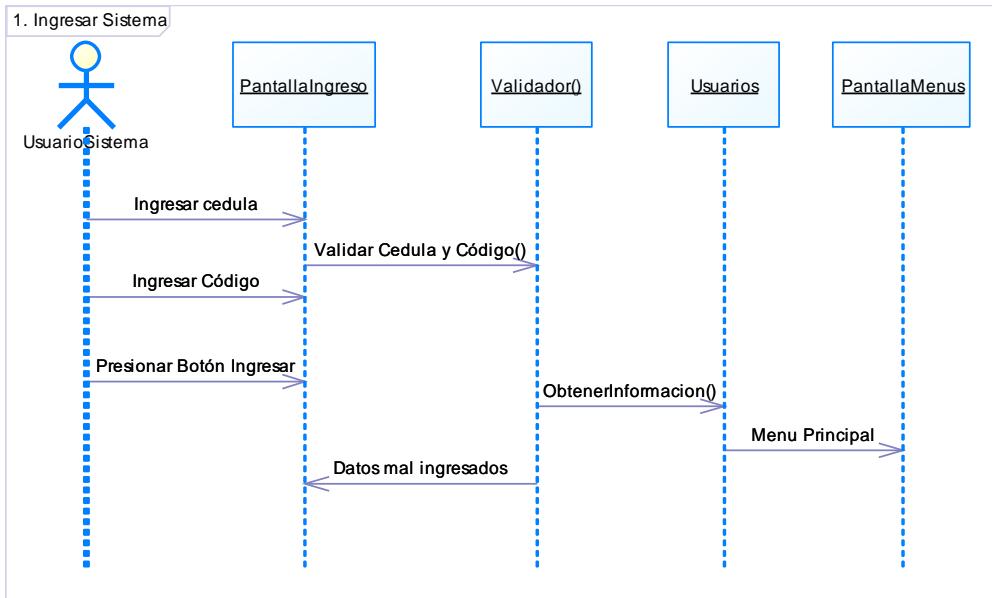 1. Ingresar Sistema
UsuarioSistema
PantallaIngreso
Validador()
Usuarios
PantallaMenus
Ingresar cedula
Validar Cedula y Código()
Ingresar Código
Presionar Botón Ingresar
ObtenerInformacion()
Menu Principal
Datos mal ingresados